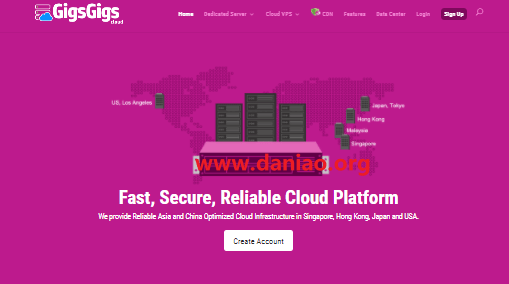 GigsGigs
cloud
Home Dedicated Server Cloud VPS CDN Features Data Center Login Sign Up
US, Los Angeles
Japan, Tokyo
Hong Kong
Malaysia
Singapore
www.daniao.org
Fast, Secure, Reliable Cloud Platform
We provide Reliable Asia and China Optimized Cloud Infrastructure in Singapore, Hong Kong, Japan and USA.
Create Account